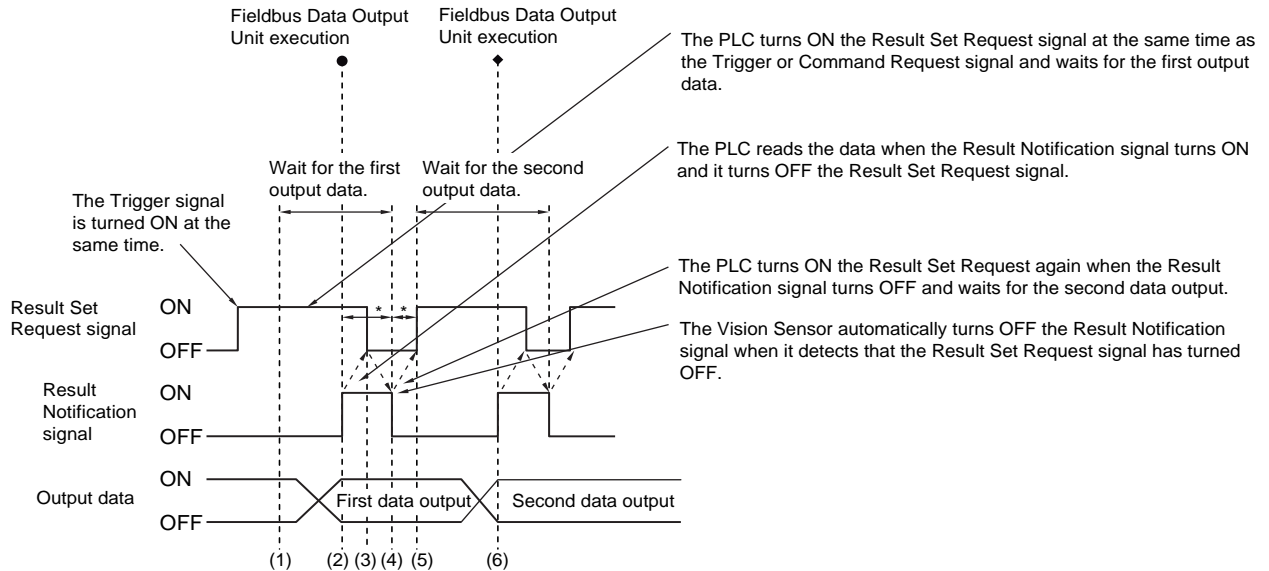 Fieldbus Data Output
Unit execution
Fieldbus Data Output
Unit execution
The PLC turns ON the Result Set Request signal at the same time as
the Trigger or Command Request signal and waits for the first output
data.
The PLC reads the data when the Result Notification signal turns ON
and it turns OFF the Result Set Request signal.
Wait for the first
output data.
Wait for the second
output data.
The Trigger signal
is turned ON at the
same time.
The PLC turns ON the Result Set Request again when the Result
Notification signal turns OFF and waits for the second data output.
The Vision Sensor automatically turns OFF the Result Notification
signal when it detects that the Result Set Request signal has turned
OFF.
Result Set
Request signal
ON
OFF
* *
Result
Notification
signal
ON
OFF
Output data
ON
OFF
First data output
Second data output
(1) (2) (3) (4) (5) (6)